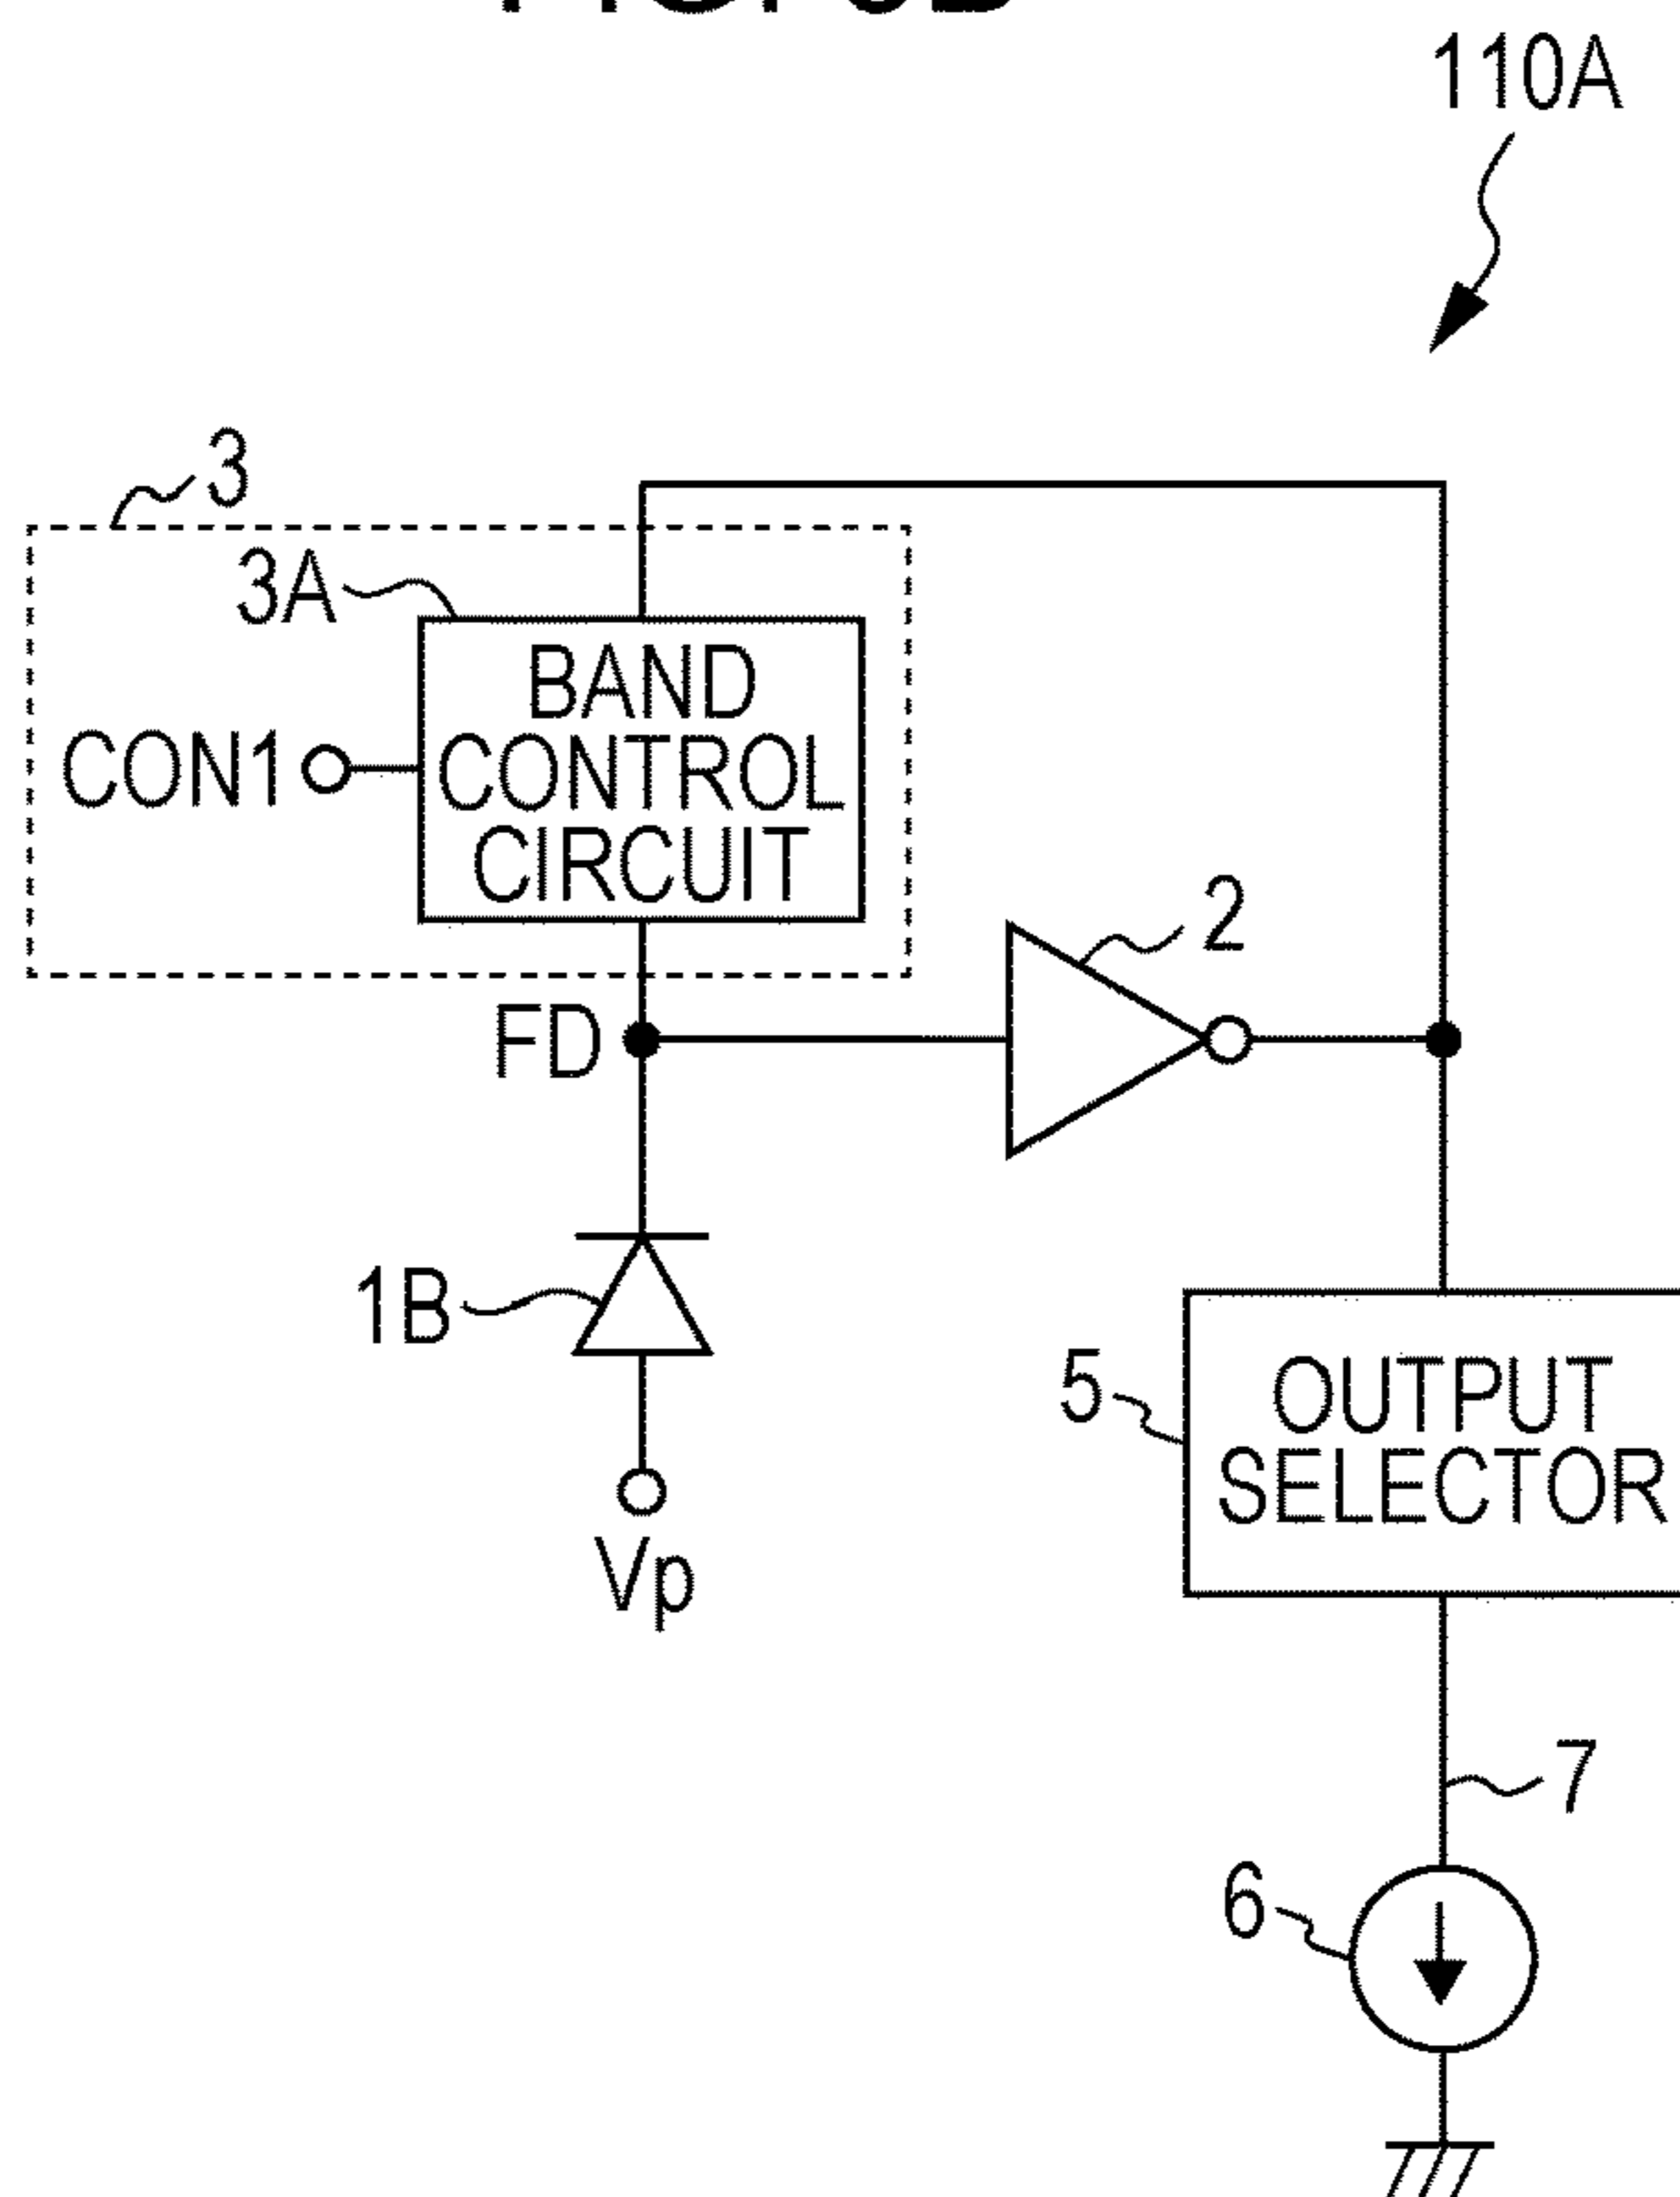 110A
3
3A
BAND
CONTROL
CIRCUIT
CON1
2
FD
1B
Vp
5
OUTPUT
SELECTOR
7
6